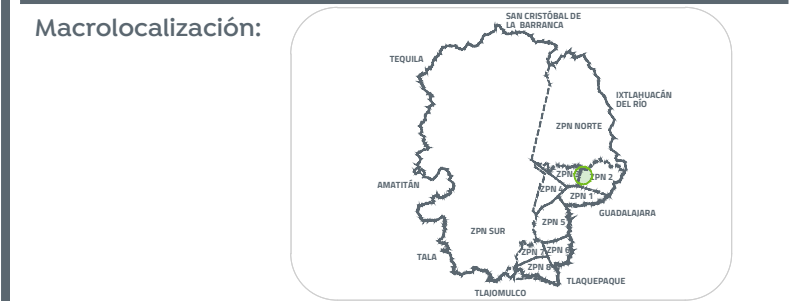 Macrolocalización:
SAN CRISTÓBAL DE
LA BARRANCA
TEQUILA
IXTLAHUACÁN
DEL RÍO
ZPN NORTE
ZPN
ZPN 2
AMATITÁN
ZPN 4
ZPN 1
GUADALAJARA
ZPN 5
ZPN SUR
ZPN 7
ZPN 6
TALA
ZPN 8
TLAQUEPAQUE
TLAJOMULCO